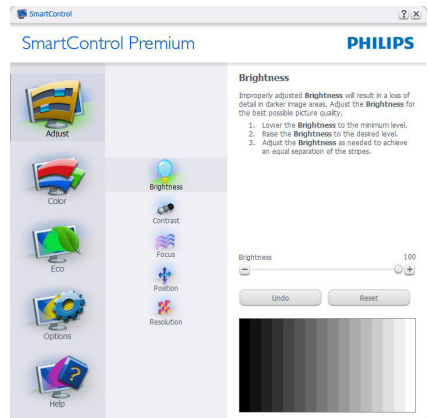 SmartControl
SmartControl Premium
PHILIPS
Adjust
Color
Eco
Options
Help
Brightness
Contrast
Focus
Position
Resolution
Brightness
Improperly adjusted Brightness will result in a loss of
detail in darker image areas. Adjust the Brightness for
the best possible picture quality.
1. Lower the Brightness to the minimum level.
2. Raise the Brightness to the desired level.
3. Adjust the Brightness as needed to achieve
an equal separation of the stripes.
Brightness 100
Undo Reset